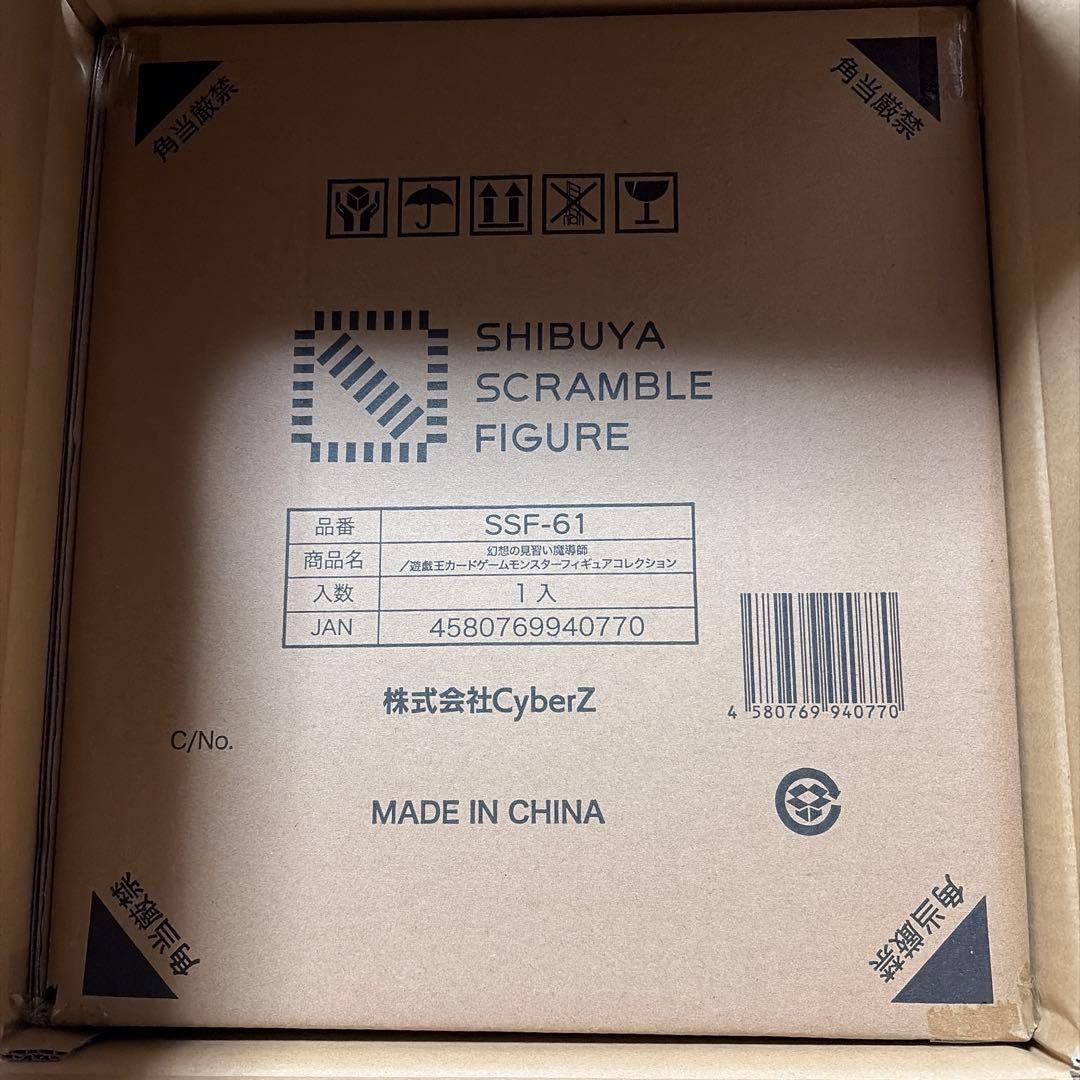 角当厳禁
角当厳禁
SHIBUYA
SCRAMBLE
FIGURE
品番 SSF-61
商品名 幻想の見習い魔導師
／遊戯王カードゲームモンスターフィギュアコレクション
入数 1入
JAN 4580769940770
株式会社CyberZ
4 580769 940770
C/No.
MADE IN CHINA
角当厳禁
角当厳禁